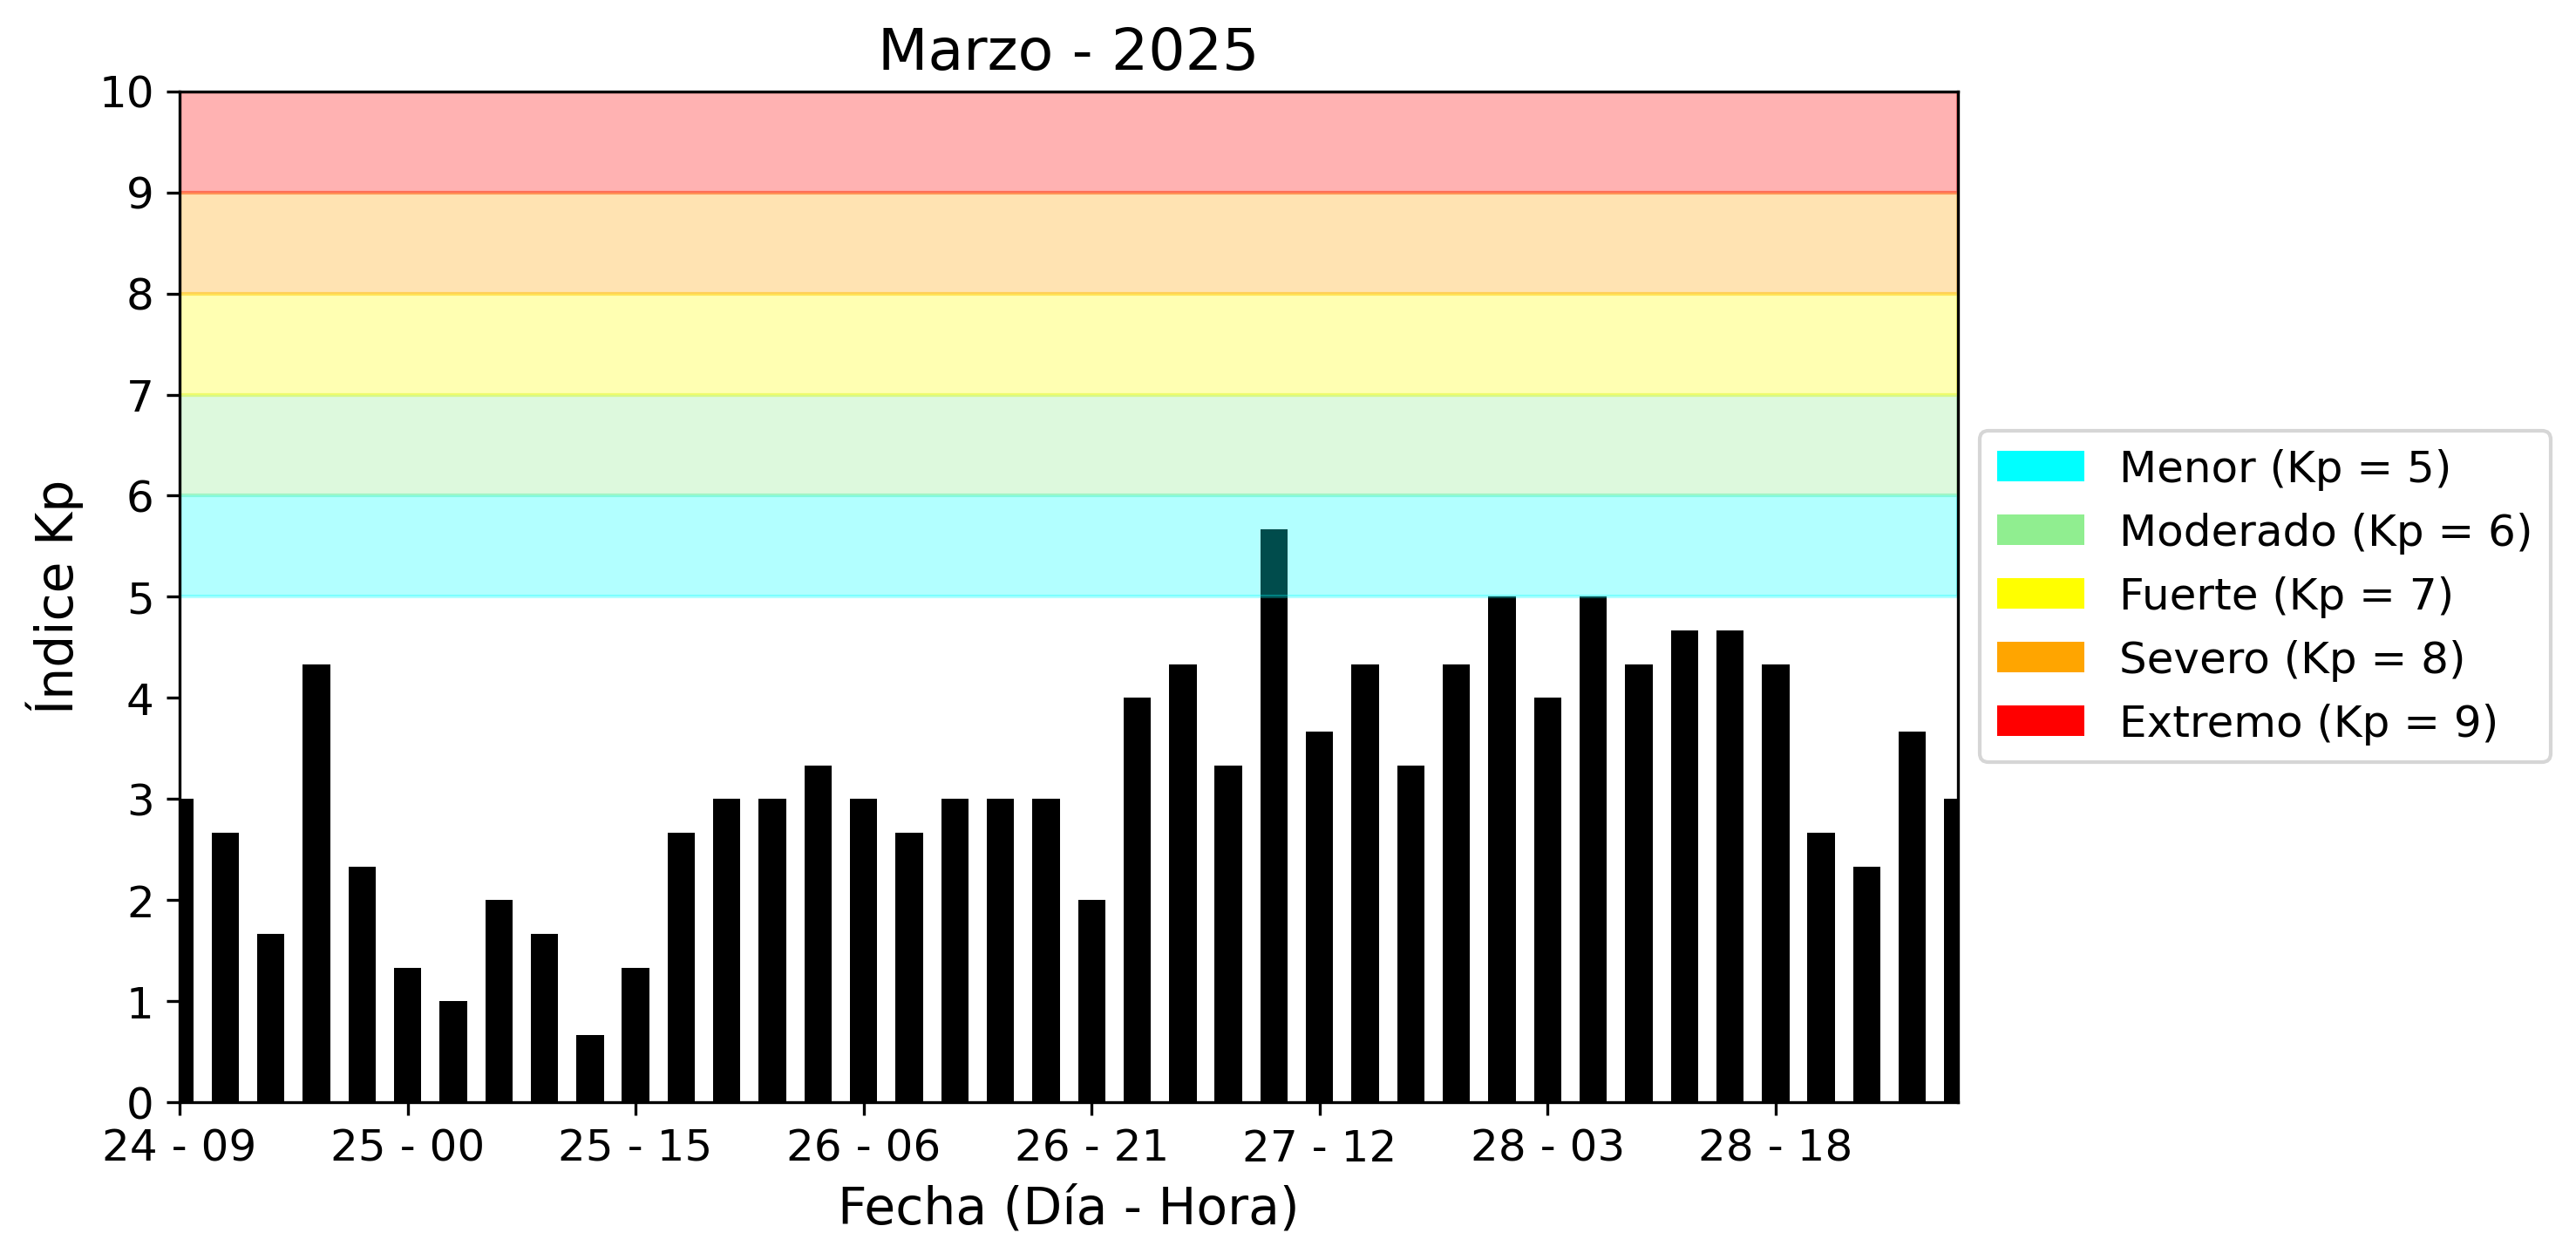 Marzo - 2025
10
9
8
7
6
5
4
3
2
1
0
Índice Kp
24 - 09
25 - 00
25 - 15
26 - 06
26 - 21
27 - 12
28 - 03
28 - 18
Fecha (Día - Hora)
Menor (Kp = 5)
Moderado (Kp = 6)
Fuerte (Kp = 7)
Severo (Kp = 8)
Extremo (Kp = 9)